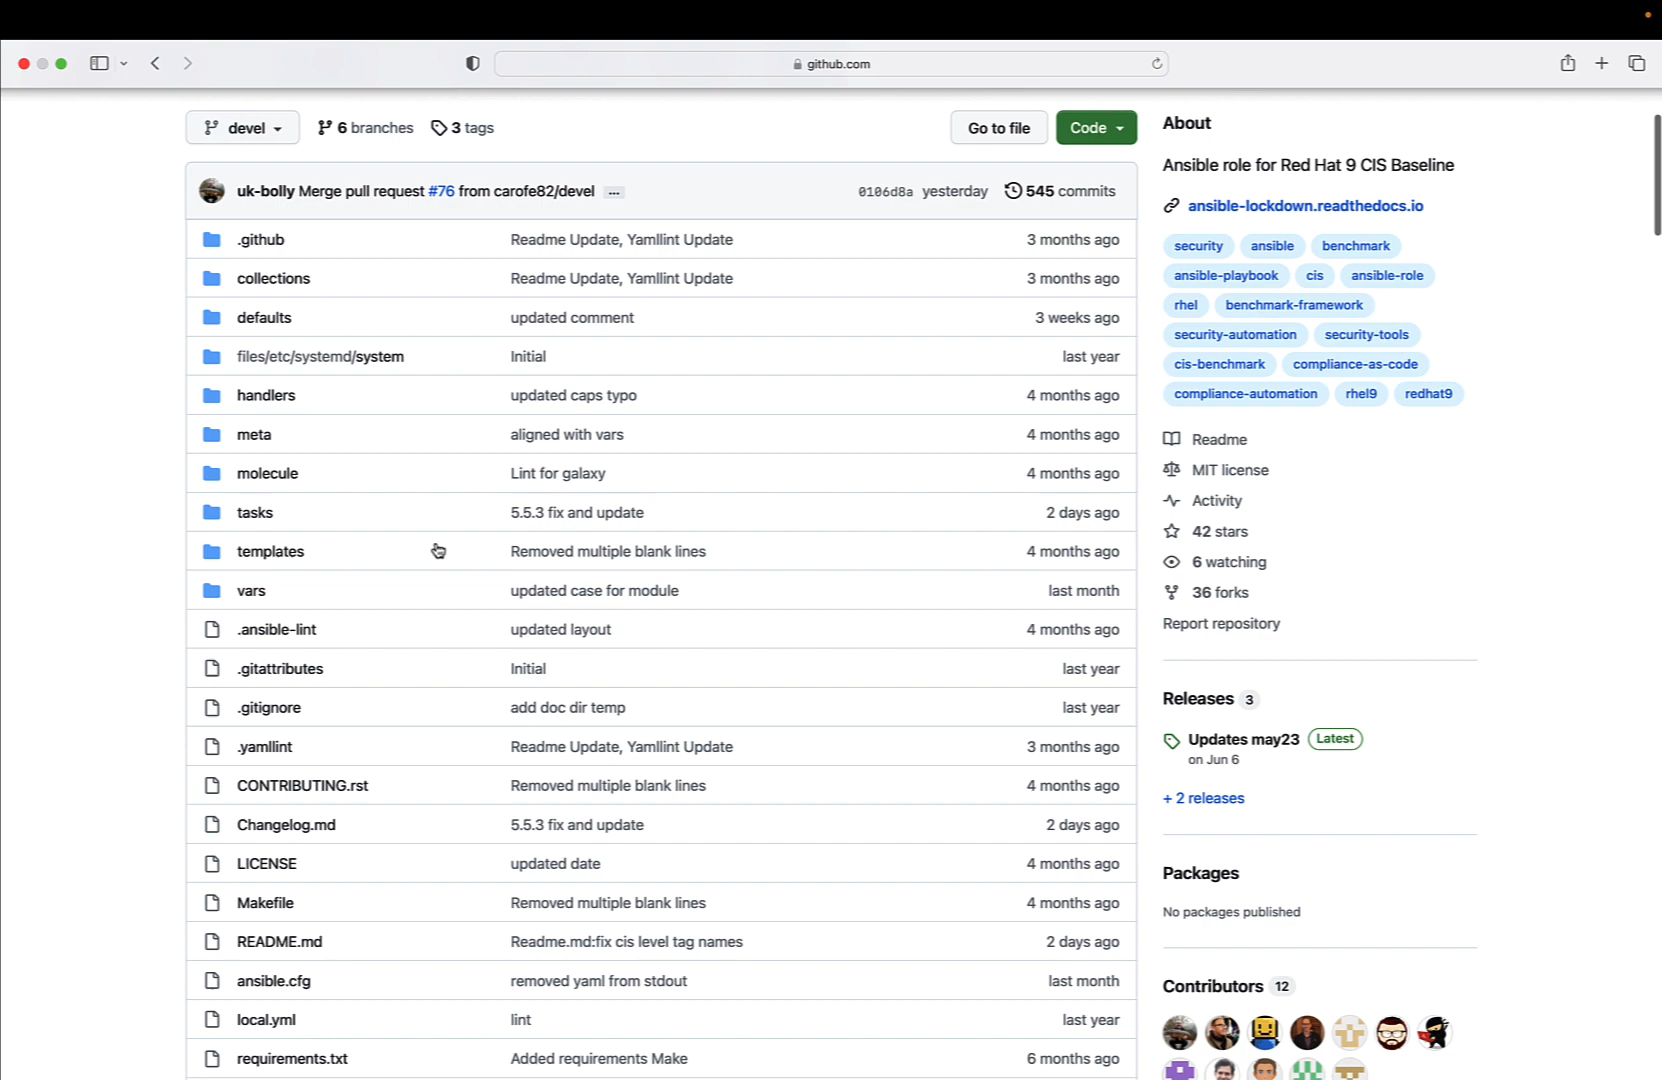 github.com
devel 6 branches 3 tags Go to file Code
uk-bolly Merge pull request #76 from carofe82/devel ... 0106d8a yesterday 545 commits
.github Readme Update, Yamllint Update 3 months ago
collections Readme Update, Yamllint Update 3 months ago
defaults updated comment 3 weeks ago
files/etc/systemd/system Initial last year
handlers updated caps typo 4 months ago
meta aligned with vars 4 months ago
molecule Lint for galaxy 4 months ago
tasks 5.5.3 fix and update 2 days ago
templates Removed multiple blank lines 4 months ago
vars updated case for module last month
.ansible-lint updated layout 4 months ago
.gitattributes Initial last year
.gitignore add doc dir temp last year
.yamllint Readme Update, Yamllint Update 3 months ago
CONTRIBUTING.rst Removed multiple blank lines 4 months ago
Changelog.md 5.5.3 fix and update 2 days ago
LICENSE updated date 4 months ago
Makefile Removed multiple blank lines 4 months ago
README.md Readme.md:fix cis level tag names 2 days ago
ansible.cfg removed yaml from stdout last month
local.yml lint last year
requirements.txt Added requirements Make 6 months ago
About
Ansible role for Red Hat 9 CIS Baseline
ansible-lockdown.readthedocs.io
security ansible benchmark
ansible-playbook cis ansible-role
rhel benchmark-framework
security-automation security-tools
cis-benchmark compliance-as-code
compliance-automation rhel9 redhat9
Readme
MIT license
Activity
42 stars
6 watching
36 forks
Report repository
Releases 3
Updates may23 Latest
on Jun 6
+ 2 releases
Packages
No packages published
Contributors 12